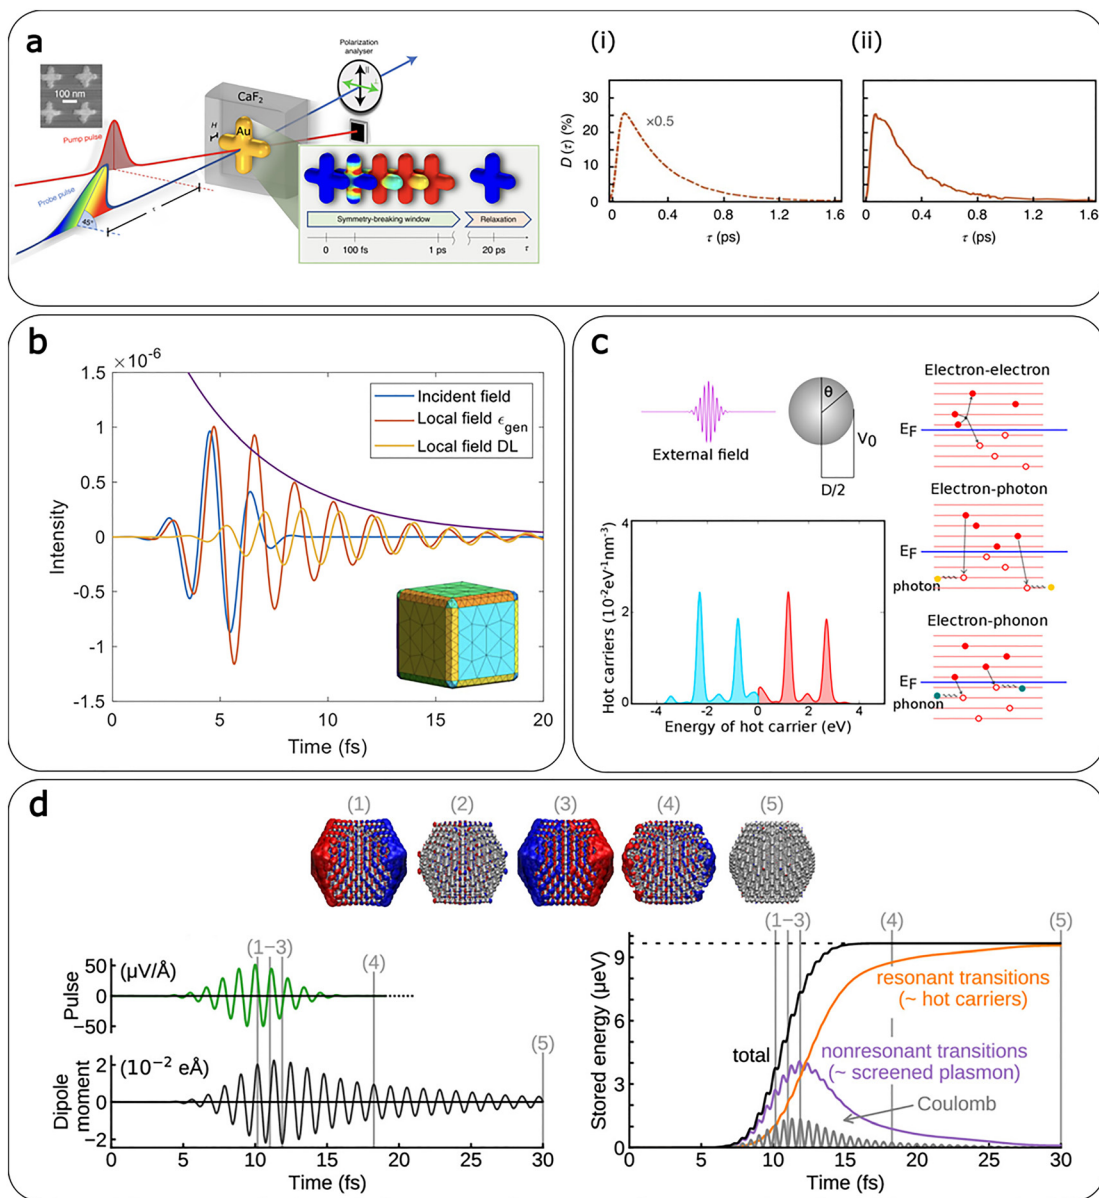 a
100 nm
Pump pulse
Probe pulse
45°
τ
H
CaF2
Au
Polarization
analyser
||
Symmetry-breaking window
Relaxation
0
100 fs
1 ps
20 ps
τ
(i)
D (τ) (%)
30
20
10
0
×0.5
0
0.4
0.8
1.2
1.6
τ (ps)
(ii)
0
0.4
0.8
1.2
1.6
τ (ps)
b
×10⁻⁶
1.5
1
0.5
0
-0.5
-1
-1.5
Intensity
Incident field
Local field ϵgen
Local field DL
0
5
10
15
20
Time (fs)
c
External field
θ
V0
D/2
Hot carriers (10⁻²eV⁻¹nm⁻³)
4
2
0
-4
-2
0
2
4
Energy of hot carrier (eV)
Electron-electron
EF
Electron-photon
EF
photon
Electron-phonon
EF
phonon
d
(1)
(2)
(3)
(4)
(5)
Pulse
50
0
−50
(µV/Å)
(1−3)
(4)
Dipole
moment
2
0
−2
(10⁻² eÅ)
(5)
0
5
10
15
20
25
30
Time (fs)
Stored energy (µeV)
9
6
3
0
(1−3)
(4)
(5)
total
resonant transitions
(~ hot carriers)
nonresonant transitions
(~ screened plasmon)
Coulomb
0
5
10
15
20
25
30
Time (fs)